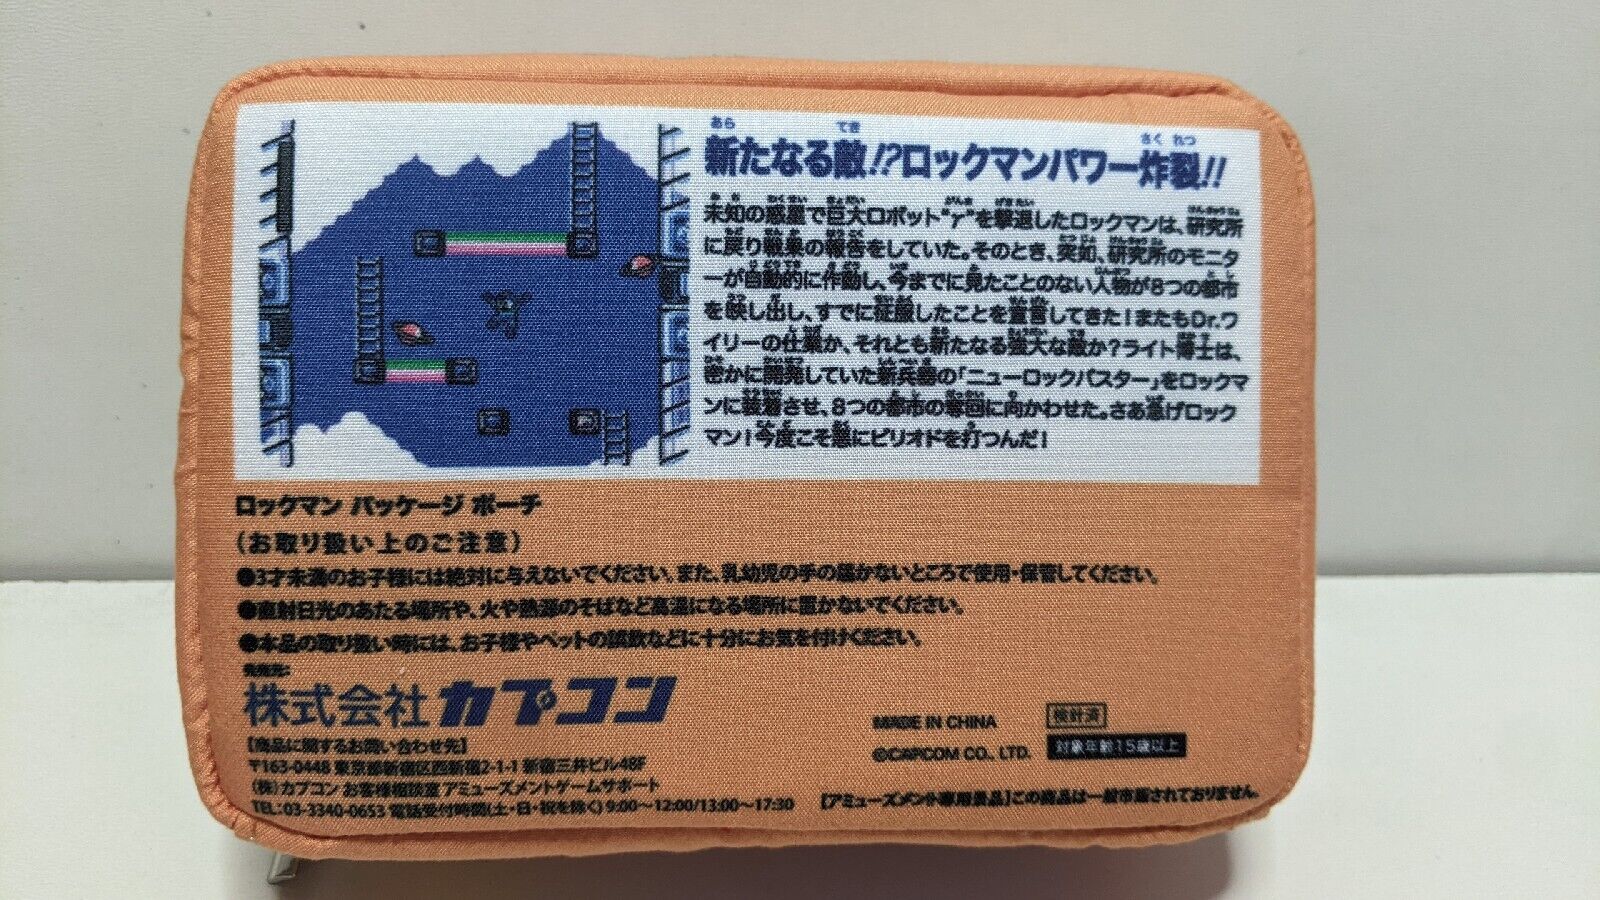 新たなる敵!?ロックマンパワー炸裂!!
未知の惑星で巨大ロボット"γ"を撃退したロックマンは、研究所
に戻り戦果の報告をしていた。そのとき、突如、研究所のモニタ
ーが自動的に作動し、今までに見たことのない人物が8つの都市
を映し出し、すでに征服したことを宣言してきた!またもDr.ワ
イリーの仕業か、それとも新たなる強大な敵か?ライト博士は、
密かに開発していた新兵器の「ニューロックバスター」をロックマ
ンに装着させ、8つの都市の奪回に向かわせた。さあ急げロック
マン!今度こそ悪にピリオドを打つんだ!
ロックマン パッケージ ポーチ
(お取り扱い上のご注意)
●3才未満のお子様には絶対に与えないでください。また、乳幼児の手の届かないところで使用・保管してください。
●直射日光のあたる場所や、火や熱源のそばなど高温になる場所に置かないでください。
●本品の取り扱い時には、お子様やペットの誤飲などに十分にお気を付けください。
発売元:
株式会社カプコン
【商品に関するお問い合わせ先】
〒163-0448 東京都新宿区西新宿2-1-1 新宿三井ビル48F
(株)カプコン お客様相談室 アミューズメントゲームサポート
TEL:03-3340-0653 電話受付時間(土・日・祝を除く)9:00~12:00/13:00~17:30
MADE IN CHINA
検針済
©CAPCOM CO., LTD.
対象年齢15歳以上
【アミューズメント専用景品】この商品は一般市販されておりません。